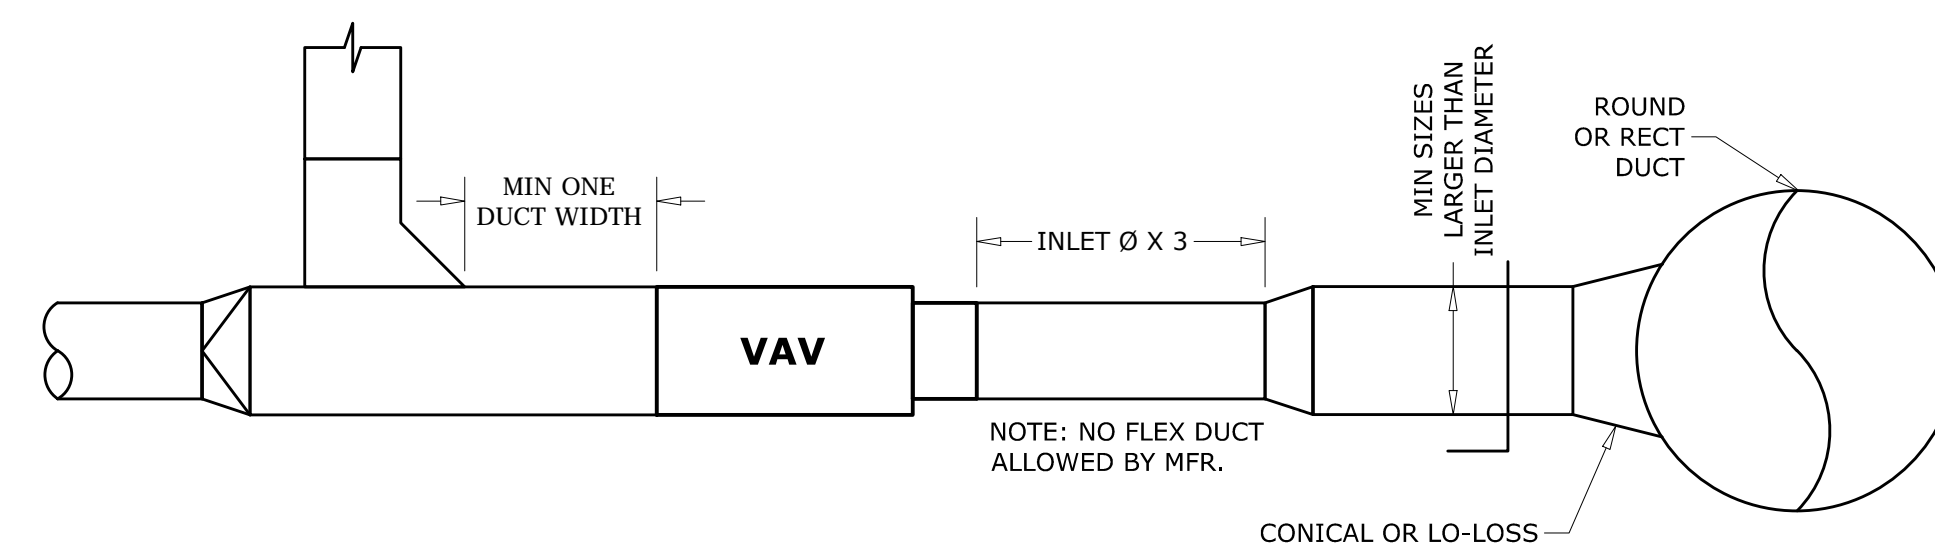 MIN ONE
DUCT WIDTH
VAV
INLET Ø X 3
NOTE: NO FLEX DUCT
ALLOWED BY MFR.
MIN SIZES
LARGER THAN
INLET DIAMETER
ROUND
OR RECT
DUCT
CONICAL OR LO-LOSS